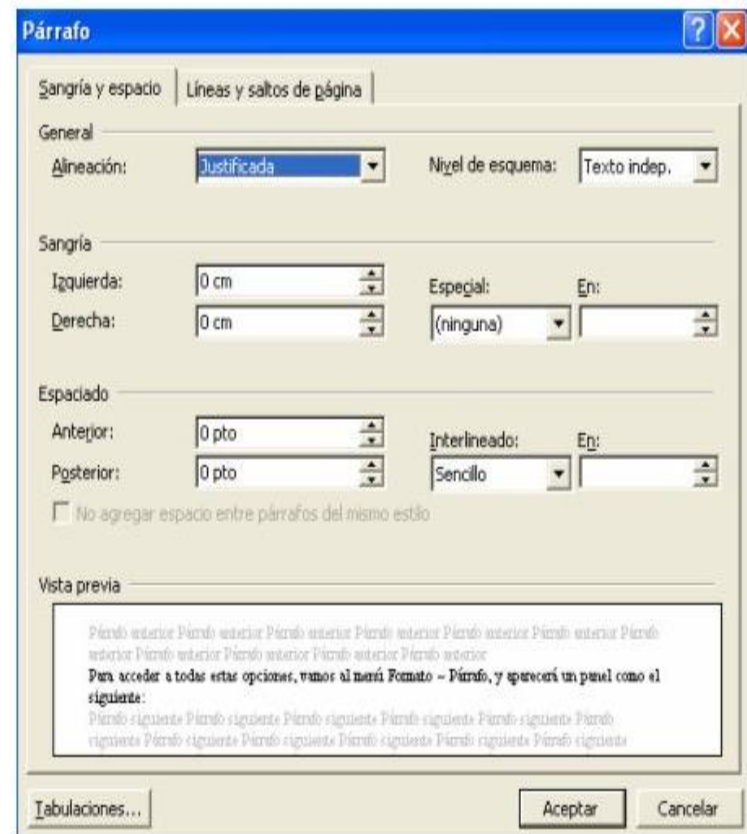 Párrafo
Sangría y espacio Líneas y saltos de página
General
Alineación: Justificada Nivel de esquema: Texto indep.
Sangría
Izquierda: 0 cm Especial: En:
Derecha: 0 cm (ninguna)
Espaciado
Anterior: 0 pto Interlineado: En:
Posterior: 0 pto Sencillo
No agregar espacio entre párrafos del mismo estilo
Vista previa
Párrafo anterior Párrafo anterior Párrafo anterior Párrafo anterior Párrafo anterior Párrafo anterior Párrafo
anterior Párrafo anterior Párrafo anterior Párrafo anterior Párrafo anterior
Para acceder a todas estas opciones, vamos al menú Formato – Párrafo, y aparecerá un panel como el
siguiente:
Párrafo siguiente Párrafo siguiente Párrafo siguiente Párrafo siguiente Párrafo siguiente Párrafo
siguiente Párrafo siguiente Párrafo siguiente Párrafo siguiente Párrafo siguiente Párrafo siguiente
Tabulaciones... Aceptar Cancelar